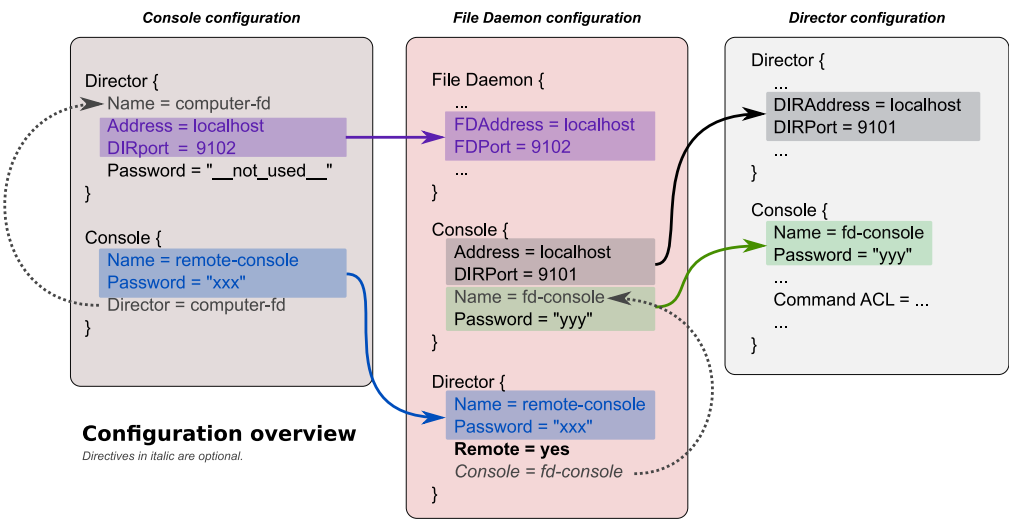 Console configuration
Director {
Name = computer-fd
Address = localhost
DIRport = 9102
Password = "__not_used__"
}
Console {
Name = remote-console
Password = "xxx"
Director = computer-fd
}
Configuration overview
Directives in italic are optional.
File Daemon configuration
File Daemon {
...
FDAddress = localhost
FDPort = 9102
...
}
Console {
Address = localhost
DIRPort = 9101
Name = fd-console
Password = "yyy"
}
Director {
Name = remote-console
Password = "xxx"
Remote = yes
Console = fd-console
}
Director configuration
Director {
...
DIRAddress = localhost
DIRPort = 9101
...
}
Console {
Name = fd-console
Password = "yyy"
...
Command ACL = ...
...
}